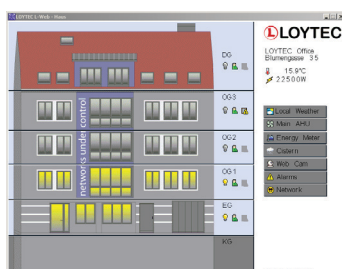 LOYTEC L-Web - Home
LOYTEC
LOYTEC Office
Blumengasse 35
15.9°C
22500W
DG
OG3
OG2
OG1
EG
KG
networks under control
Local Weather
Main AHU
Energy Meter
Cistern
Web Cam
Alarms
Network